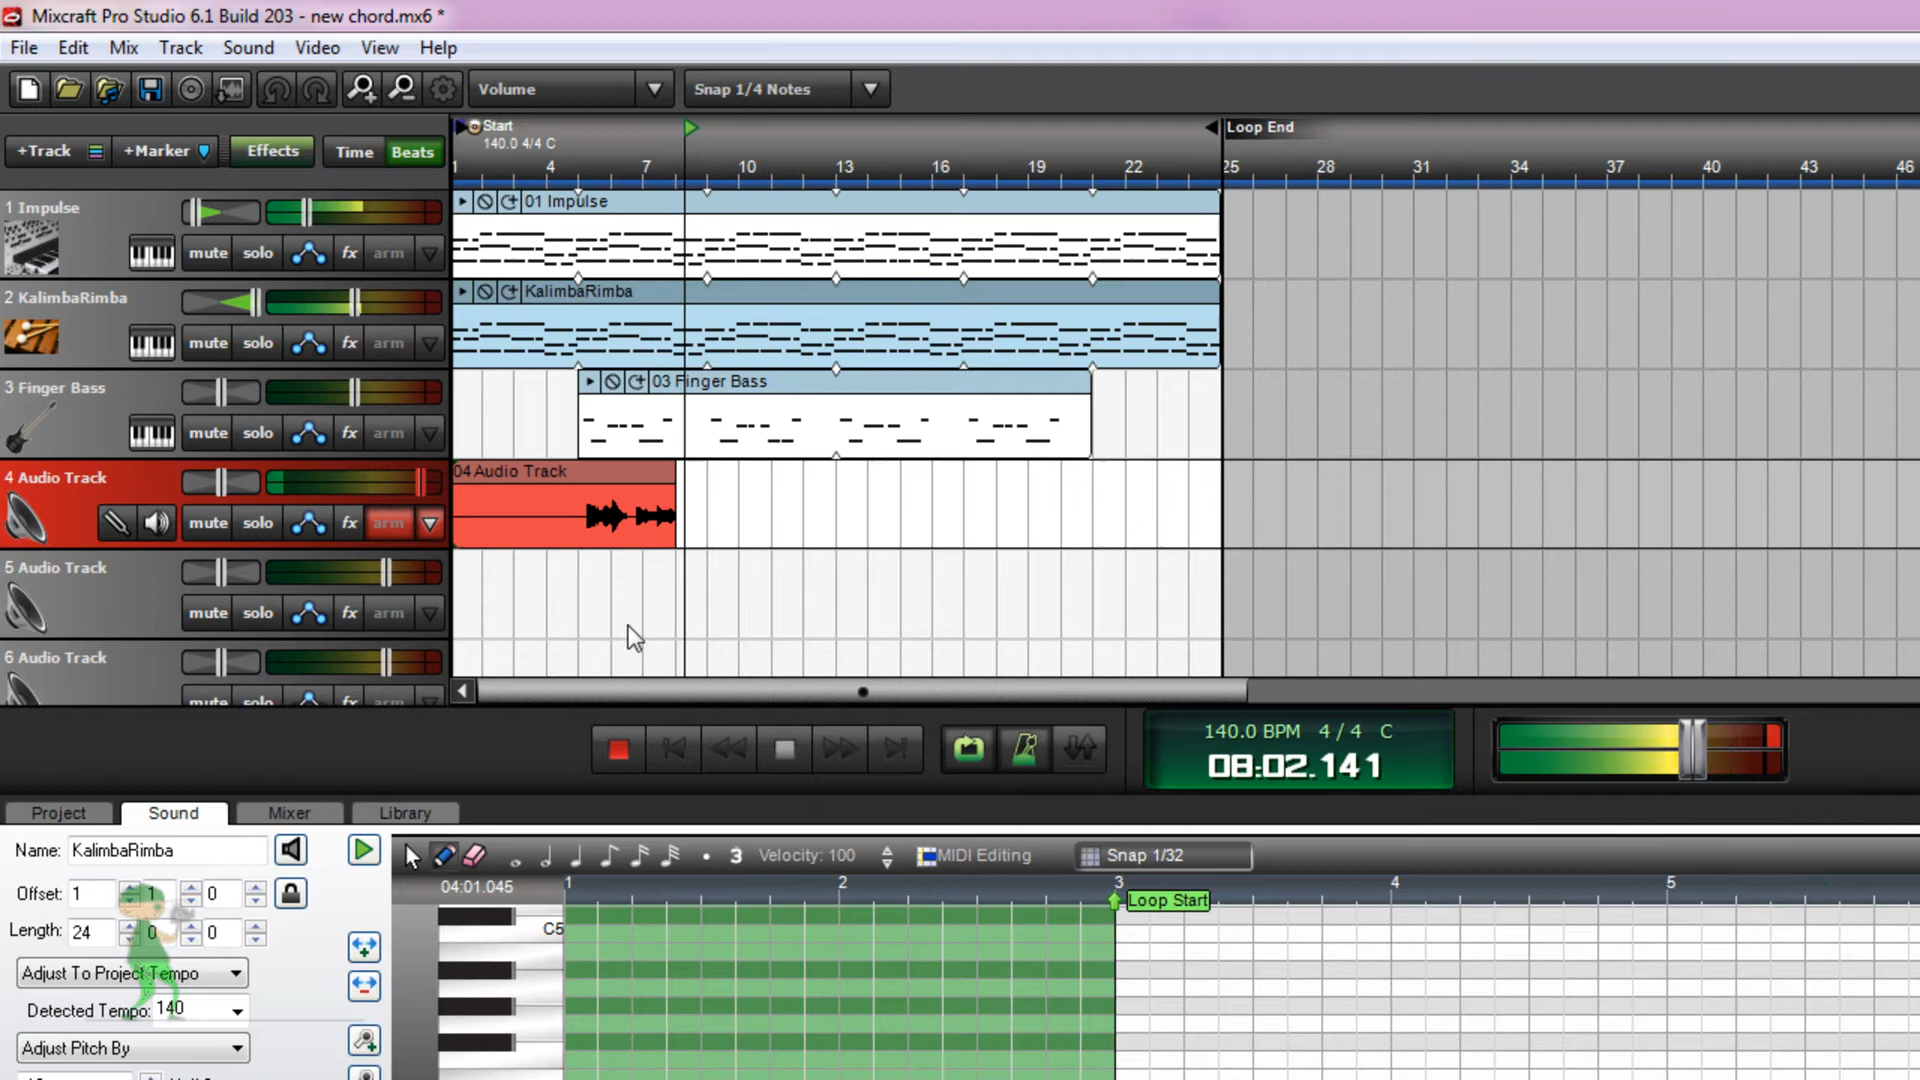 Mixcraft Pro Studio 6.1 Build 203 - new chord.mx6 *
File Edit Mix Track Sound Video View Help
Volume Snap 1/4 Notes
Start Loop End
140.0 4/4 C
+Track +Marker Effects Time Beats
1 4 7 10 13 16 19 22 25 28 31 34 37 40 43 46
1 Impulse
01 Impulse
mute solo fx arm
2 KalimbaRimba
KalimbaRimba
mute solo fx arm
3 Finger Bass
03 Finger Bass
mute solo fx arm
4 Audio Track
04 Audio Track
mute solo fx arm
5 Audio Track
mute solo fx arm
6 Audio Track
mute solo fx arm
140.0 BPM 4 / 4 C
08:02.141
Project Sound Mixer Library
Name: KalimbaRimba
3 Velocity: 100 MIDI Editing Snap 1/32
04:01.045 1 2 3 4 5
Offset: 1 1 0
Loop Start
C5
Length: 24 0 0
Adjust To Project Tempo
Detected Tempo: 140
Adjust Pitch By